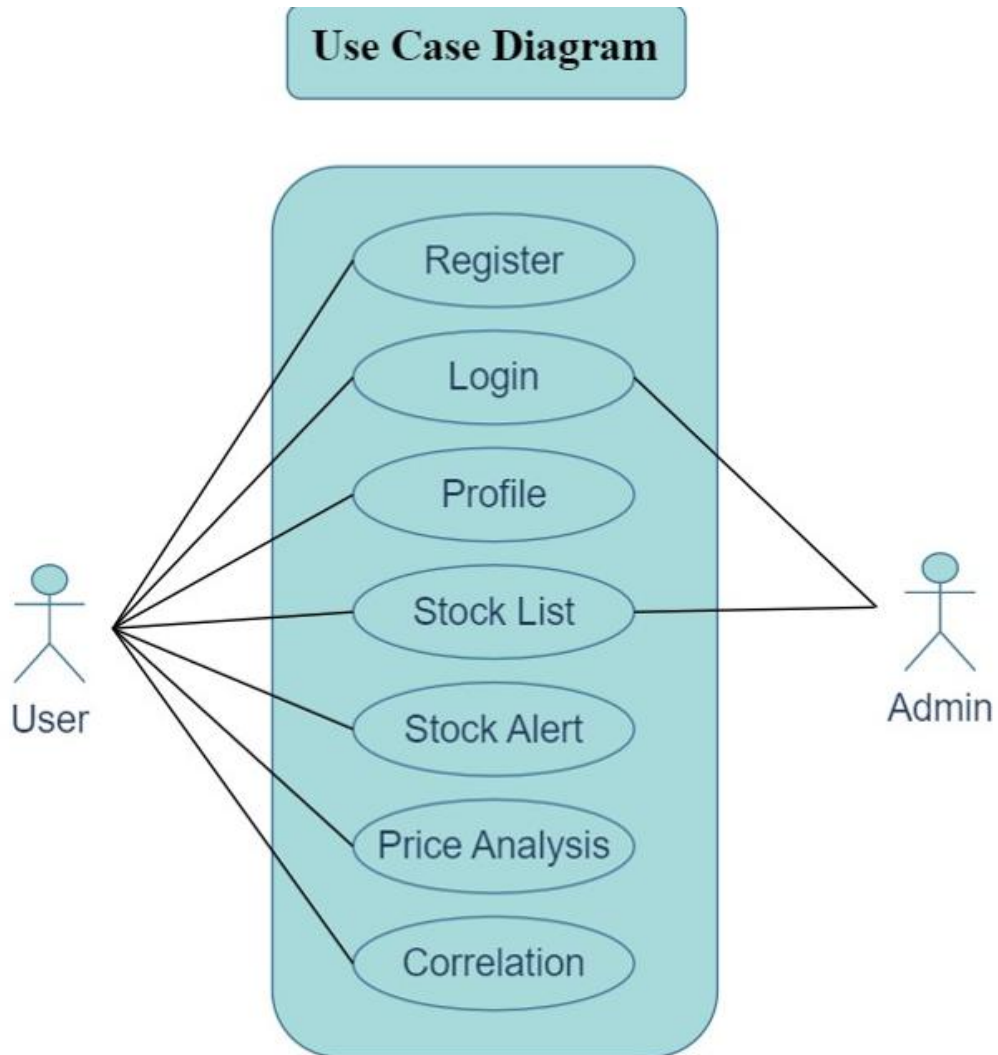 Use Case Diagram
Register
Login
Profile
Stock List
Stock Alert
Price Analysis
Correlation
User
Admin